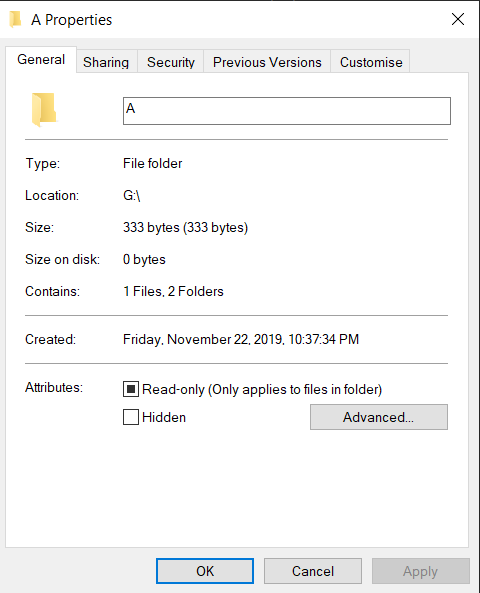 A Properties
General Sharing Security Previous Versions Customise
A
Type: File folder
Location: G:\
Size: 333 bytes (333 bytes)
Size on disk: 0 bytes
Contains: 1 Files, 2 Folders
Created: Friday, November 22, 2019, 10:37:34 PM
Attributes: Read-only (Only applies to files in folder)
Hidden Advanced...
OK Cancel Apply